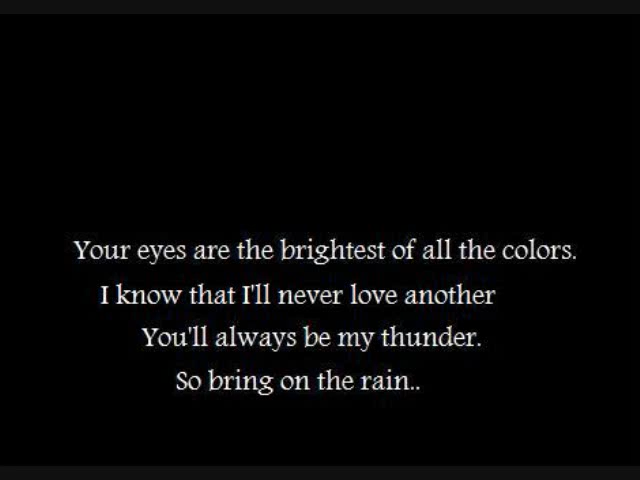 Your eyes are the brightest of all the colors.
I know that I'll never love another
You'll always be my thunder.
So bring on the rain..